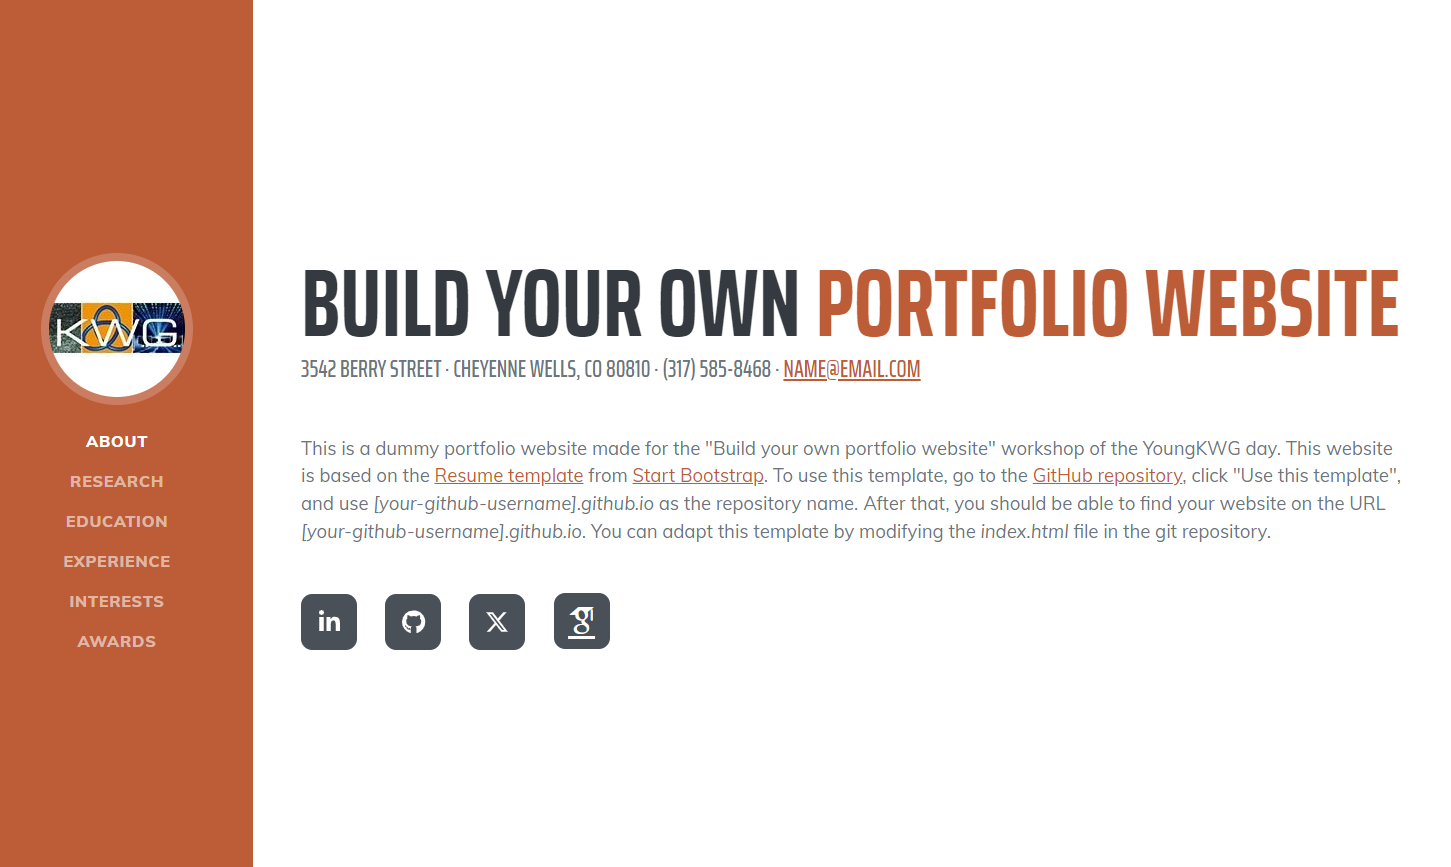 KWG
ABOUT
RESEARCH
EDUCATION
EXPERIENCE
INTERESTS
AWARDS
BUILD YOUR OWN PORTFOLIO WEBSITE
3542 BERRY STREET · CHEYENNE WELLS, CO 80810 · (317) 585-8468 · NAME@EMAIL.COM
This is a dummy portfolio website made for the "Build your own portfolio website" workshop of the YoungKWG day. This website
is based on the Resume template from Start Bootstrap. To use this template, go to the GitHub repository, click "Use this template",
and use [your-github-username].github.io as the repository name. After that, you should be able to find your website on the URL
[your-github-username].github.io. You can adapt this template by modifying the index.html file in the git repository.
in
X
g